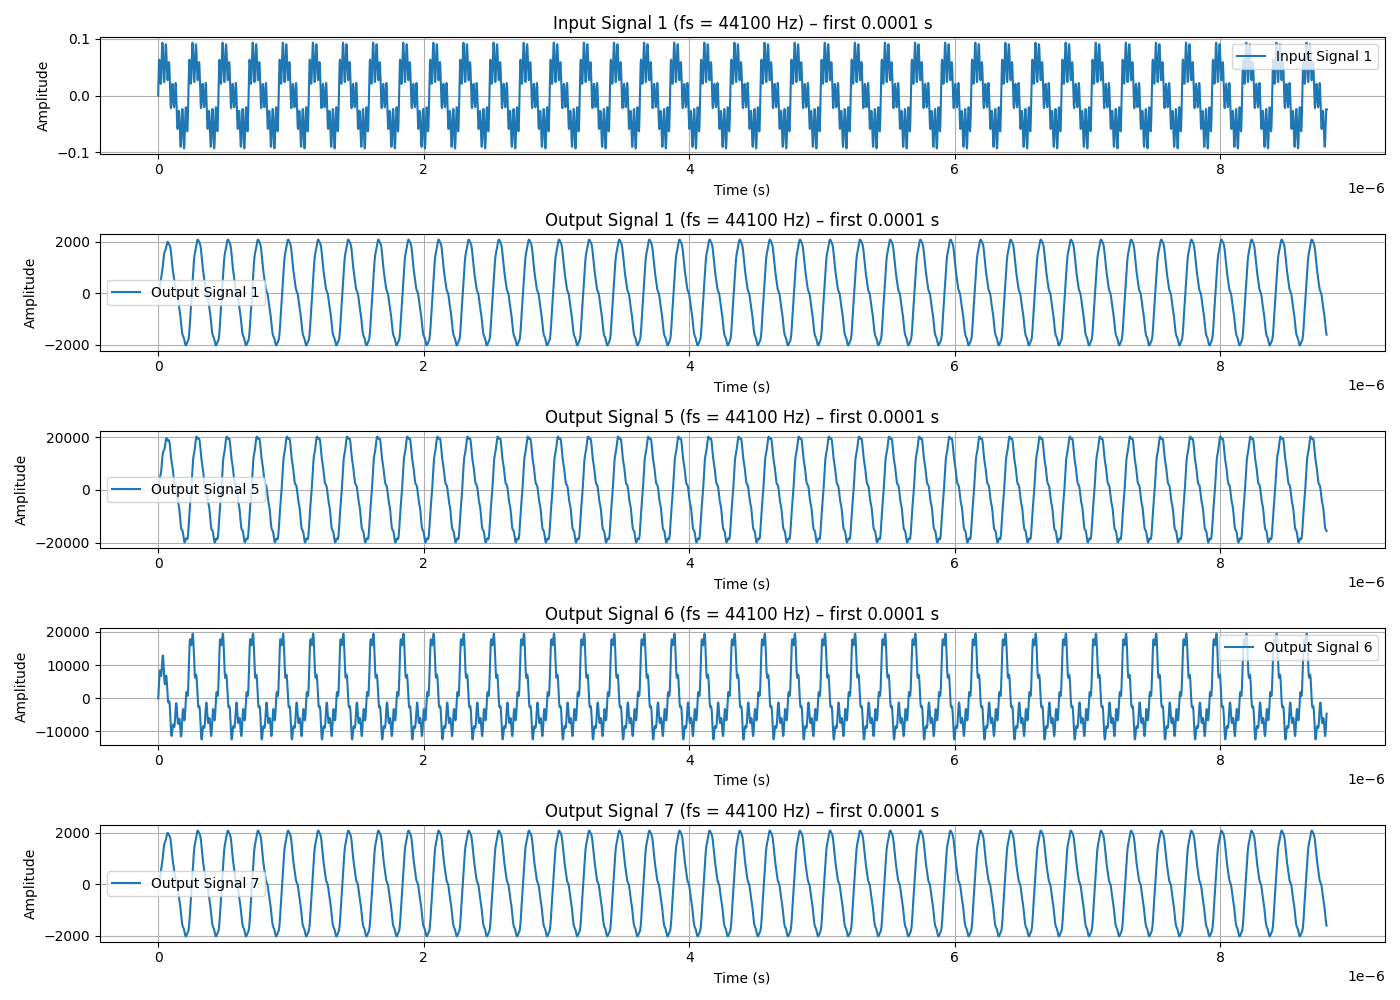 Input Signal 1 (fs = 44100 Hz) – first 0.0001 s
Amplitude
0.1
0.0
−0.1
Input Signal 1
0 2 4 6 8
1e−6
Time (s)
Output Signal 1 (fs = 44100 Hz) – first 0.0001 s
Amplitude
2000
0
−2000
Output Signal 1
0 2 4 6 8
1e−6
Time (s)
Output Signal 5 (fs = 44100 Hz) – first 0.0001 s
Amplitude
20000
0
−20000
Output Signal 5
0 2 4 6 8
1e−6
Time (s)
Output Signal 6 (fs = 44100 Hz) – first 0.0001 s
Amplitude
20000
10000
0
−10000
Output Signal 6
0 2 4 6 8
1e−6
Time (s)
Output Signal 7 (fs = 44100 Hz) – first 0.0001 s
Amplitude
2000
0
−2000
Output Signal 7
0 2 4 6 8
1e−6
Time (s)